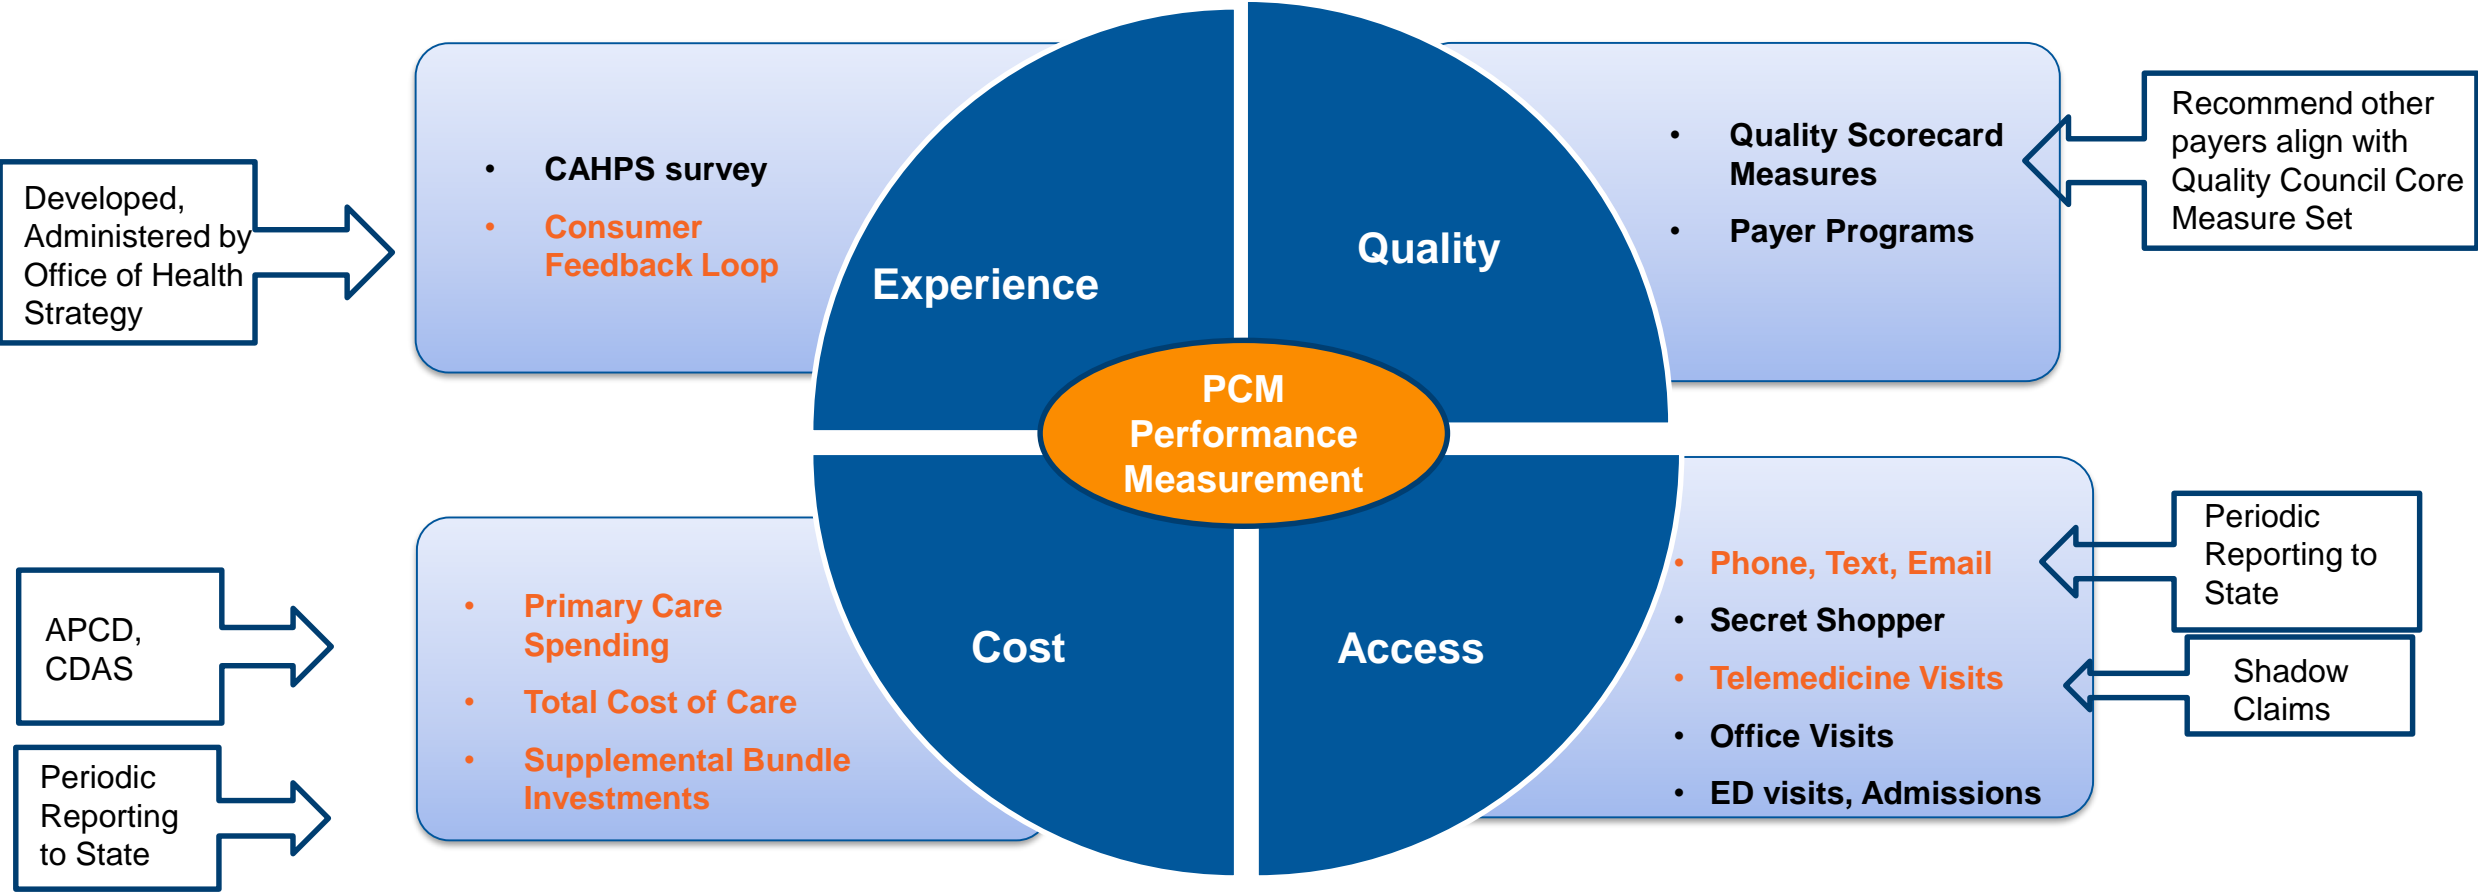 Developed,
Administered by
Office of Health
Strategy
• CAHPS survey
• Consumer
Feedback Loop
Experience
Quality
• Quality Scorecard
Measures
• Payer Programs
Recommend other
payers align with
Quality Council Core
Measure Set
PCM
Performance
Measurement
APCD,
CDAS
Periodic
Reporting
to State
• Primary Care
Spending
• Total Cost of Care
• Supplemental Bundle
Investments
Cost
Access
• Phone, Text, Email
• Secret Shopper
• Telemedicine Visits
• Office Visits
• ED visits, Admissions
Periodic
Reporting to
State
Shadow
Claims